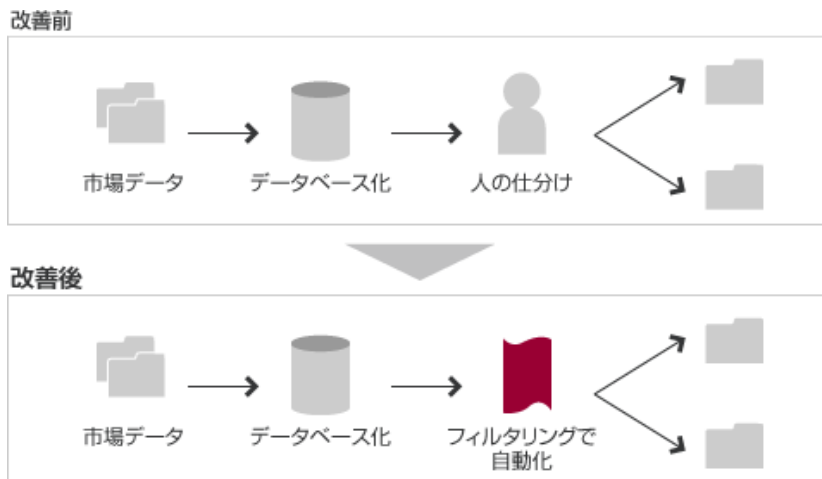 改善前
市場データ
データベース化
人の仕分け
改善後
市場データ
データベース化
フィルタリングで
自動化